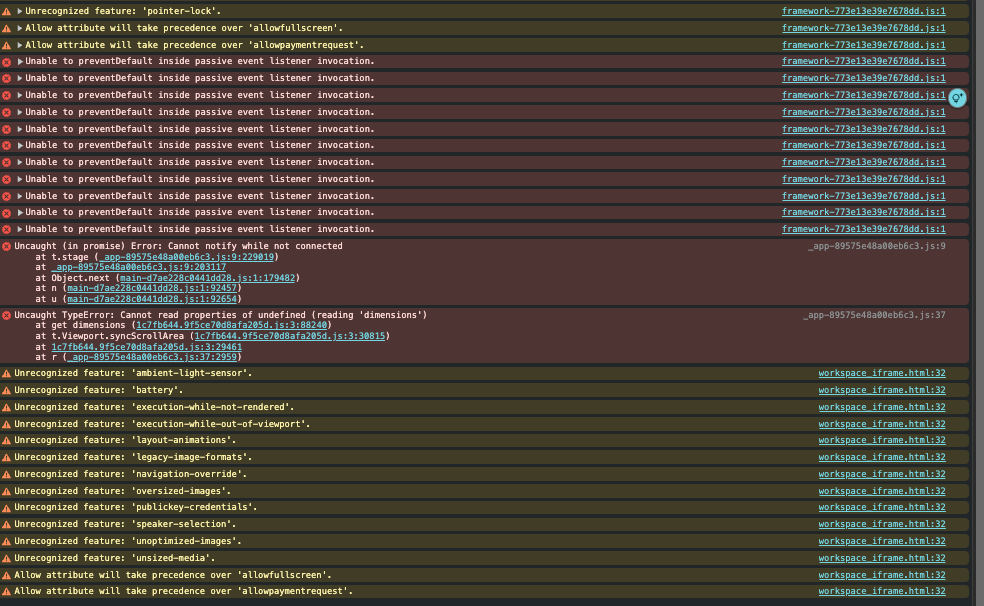 Unrecognized feature: 'pointer-lock'. framework-773e13e39e7678dd.js:1
Allow attribute will take precedence over 'allowfullscreen'. framework-773e13e39e7678dd.js:1
Allow attribute will take precedence over 'allowpaymentrequest'. framework-773e13e39e7678dd.js:1
Unable to preventDefault inside passive event listener invocation. framework-773e13e39e7678dd.js:1
Unable to preventDefault inside passive event listener invocation. framework-773e13e39e7678dd.js:1
Unable to preventDefault inside passive event listener invocation. framework-773e13e39e7678dd.js:1
Unable to preventDefault inside passive event listener invocation. framework-773e13e39e7678dd.js:1
Unable to preventDefault inside passive event listener invocation. framework-773e13e39e7678dd.js:1
Unable to preventDefault inside passive event listener invocation. framework-773e13e39e7678dd.js:1
Unable to preventDefault inside passive event listener invocation. framework-773e13e39e7678dd.js:1
Unable to preventDefault inside passive event listener invocation. framework-773e13e39e7678dd.js:1
Unable to preventDefault inside passive event listener invocation. framework-773e13e39e7678dd.js:1
Unable to preventDefault inside passive event listener invocation. framework-773e13e39e7678dd.js:1
Unable to preventDefault inside passive event listener invocation. framework-773e13e39e7678dd.js:1
Uncaught (in promise) Error: Cannot notify while not connected _app-89575e48a00eb6c3.js:9
at t.stage (_app-89575e48a00eb6c3.js:9:229019)
at _app-89575e48a00eb6c3.js:9:203117
at Object.next (main-d7ae228c0441dd28.js:1:179482)
at n (main-d7ae228c0441dd28.js:1:92457)
at u (main-d7ae228c0441dd28.js:1:92654)
Uncaught TypeError: Cannot read properties of undefined (reading 'dimensions') _app-89575e48a00eb6c3.js:37
at get dimensions (1c7fb644.9f5ce70d8afa205d.js:3:88240)
at t.Viewport.syncScrollArea (1c7fb644.9f5ce70d8afa205d.js:3:30815)
at 1c7fb644.9f5ce70d8afa205d.js:3:29461
at r (_app-89575e48a00eb6c3.js:37:2959)
Unrecognized feature: 'ambient-light-sensor'. workspace_iframe.html:32
Unrecognized feature: 'battery'. workspace_iframe.html:32
Unrecognized feature: 'execution-while-not-rendered'. workspace_iframe.html:32
Unrecognized feature: 'execution-while-out-of-viewport'. workspace_iframe.html:32
Unrecognized feature: 'layout-animations'. workspace_iframe.html:32
Unrecognized feature: 'legacy-image-formats'. workspace_iframe.html:32
Unrecognized feature: 'navigation-override'. workspace_iframe.html:32
Unrecognized feature: 'oversized-images'. workspace_iframe.html:32
Unrecognized feature: 'publickey-credentials'. workspace_iframe.html:32
Unrecognized feature: 'speaker-selection'. workspace_iframe.html:32
Unrecognized feature: 'unoptimized-images'. workspace_iframe.html:32
Unrecognized feature: 'unsized-media'. workspace_iframe.html:32
Allow attribute will take precedence over 'allowfullscreen'. workspace_iframe.html:32
Allow attribute will take precedence over 'allowpaymentrequest'. workspace_iframe.html:32